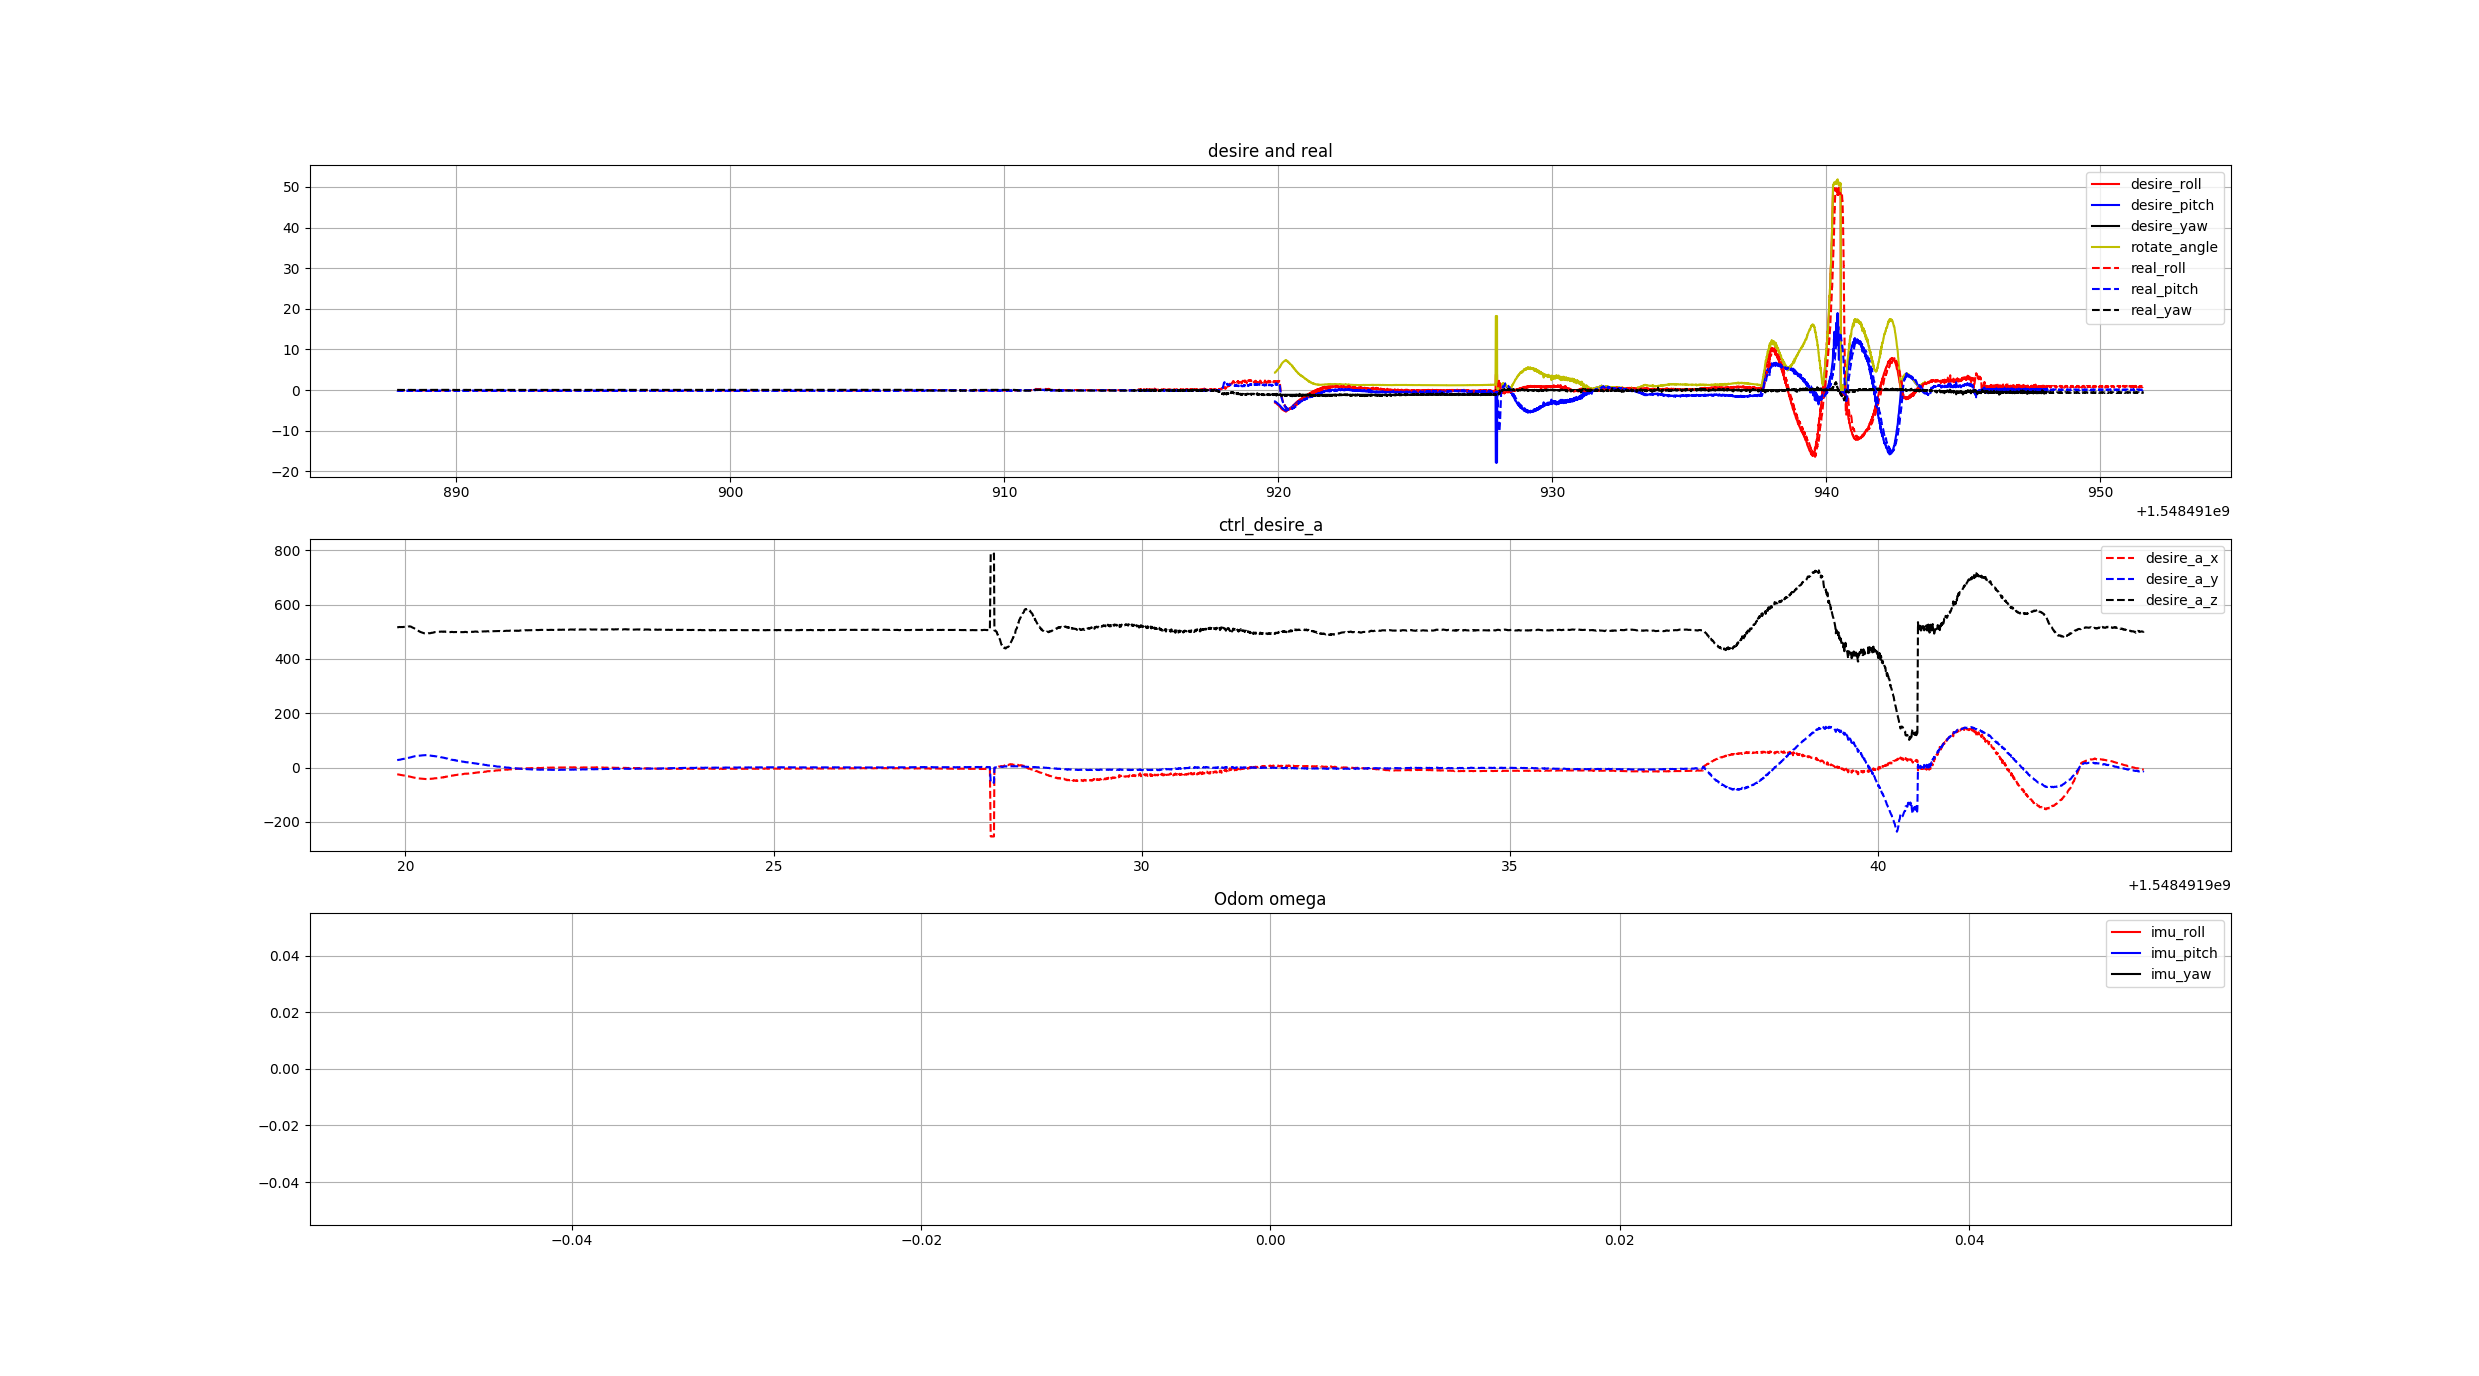 desire and real
50
40
30
20
10
0
−10
−20
desire_roll
desire_pitch
desire_yaw
rotate_angle
real_roll
real_pitch
real_yaw
890 900 910 920 930 940 950
+1.548491e9
ctrl_desire_a
800
600
400
200
0
−200
desire_a_x
desire_a_y
desire_a_z
20 25 30 35 40
+1.5484919e9
Odom omega
0.04
0.02
0.00
−0.02
−0.04
imu_roll
imu_pitch
imu_yaw
−0.04 −0.02 0.00 0.02 0.04